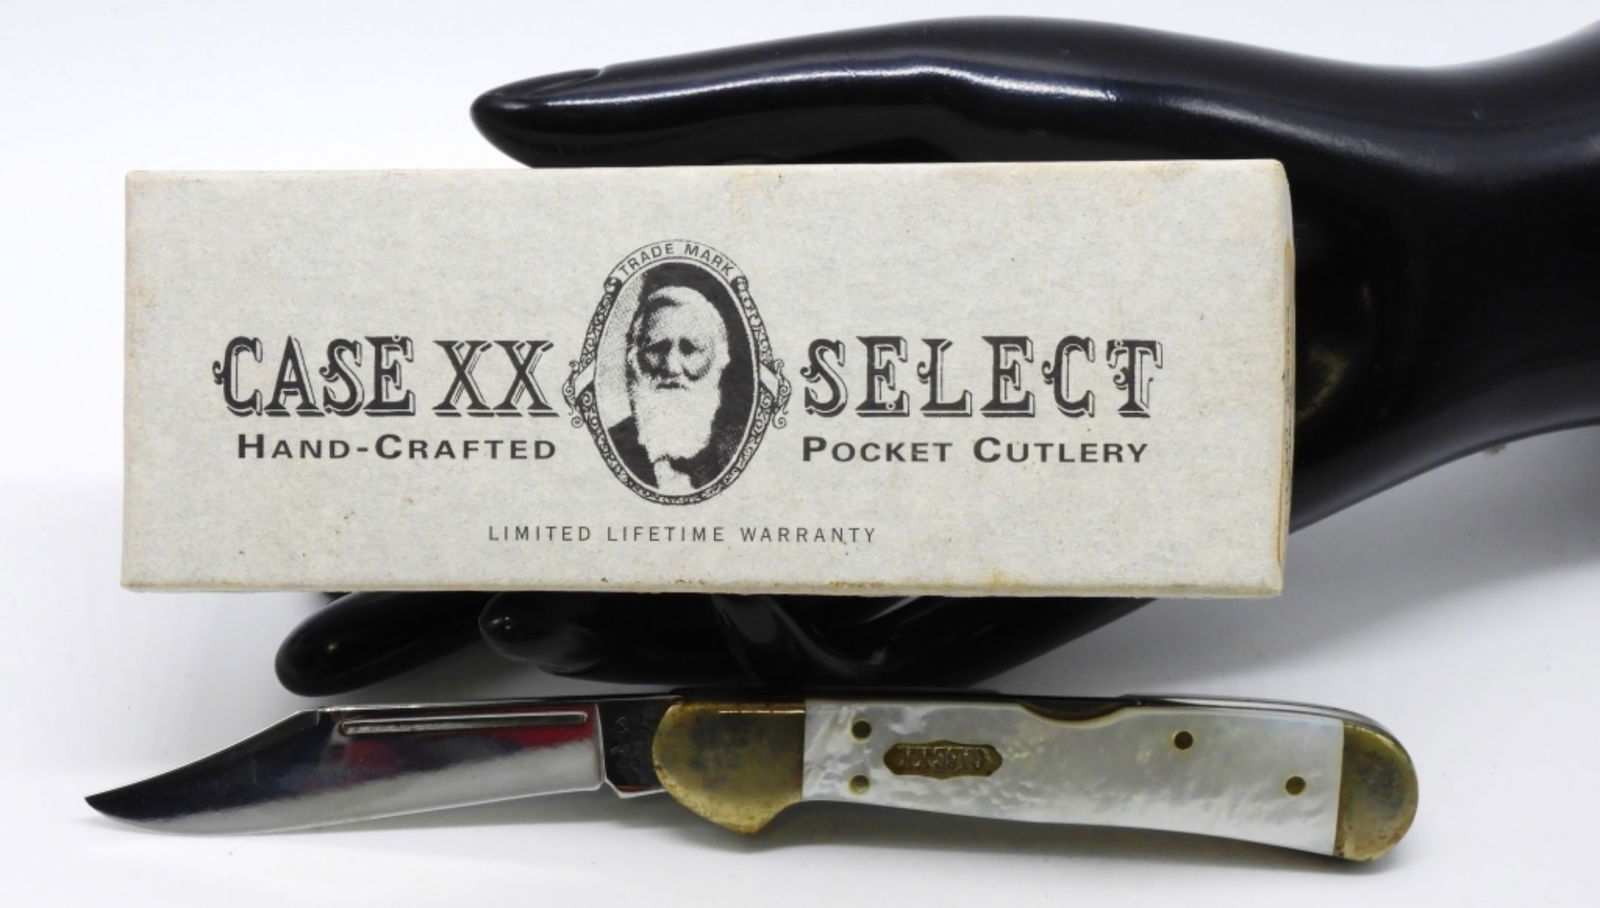 TRADE MARK
CASE XX SELECT
HAND-CRAFTED POCKET CUTLERY
LIMITED LIFETIME WARRANTY